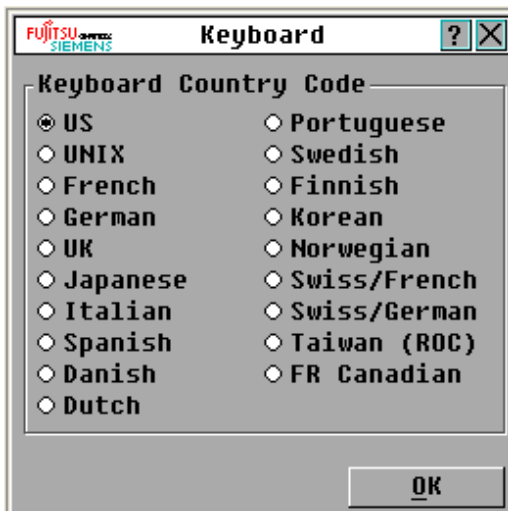 FUJITSU COMPUTERS
SIEMENS
Keyboard
?
Keyboard Country Code
US
UNIX
French
German
UK
Japanese
Italian
Spanish
Danish
Dutch
Portuguese
Swedish
Finnish
Korean
Norwegian
Swiss/French
Swiss/German
Taiwan (ROC)
FR Canadian
OK